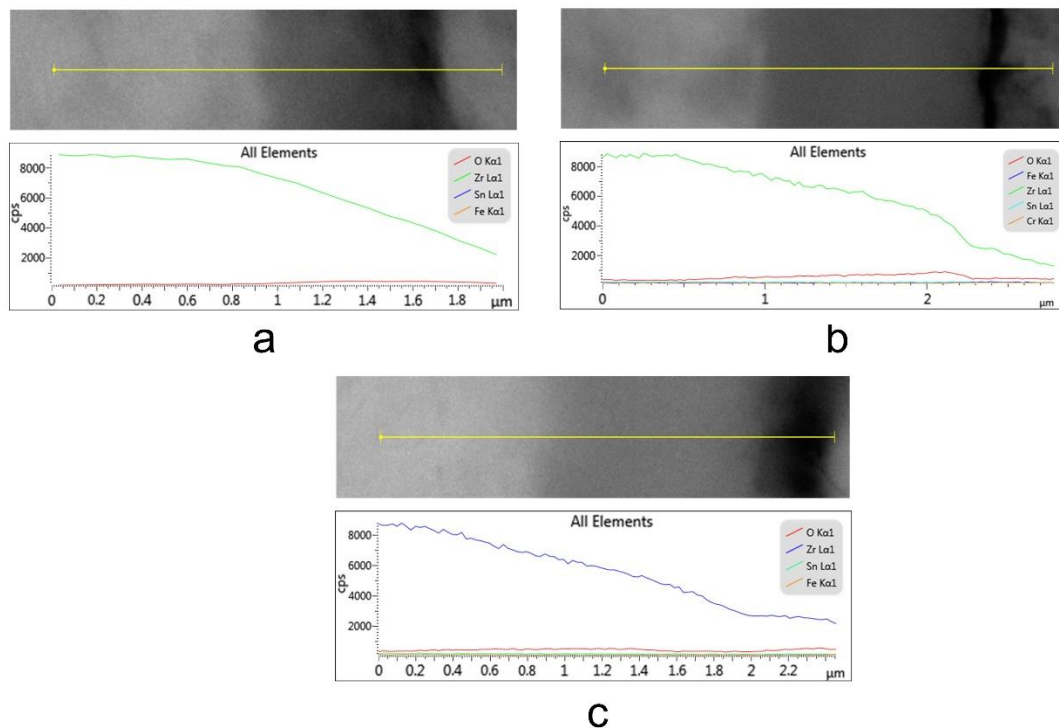 All Elements
8000
6000
4000
2000
cps
O Kα1
Zr Lα1
Sn Lα1
Fe Kα1
0 0.2 0.4 0.6 0.8 1 1.2 1.4 1.6 1.8
µm
a
All Elements
8000
6000
4000
2000
cps
O Kα1
Fe Kα1
Zr Lα1
Sn Lα1
Cr Kα1
0 1 2
µm
b
All Elements
8000
6000
4000
2000
cps
O Kα1
Zr Lα1
Sn Lα1
Fe Kα1
0 0.2 0.4 0.6 0.8 1 1.2 1.4 1.6 1.8 2 2.2
µm
c